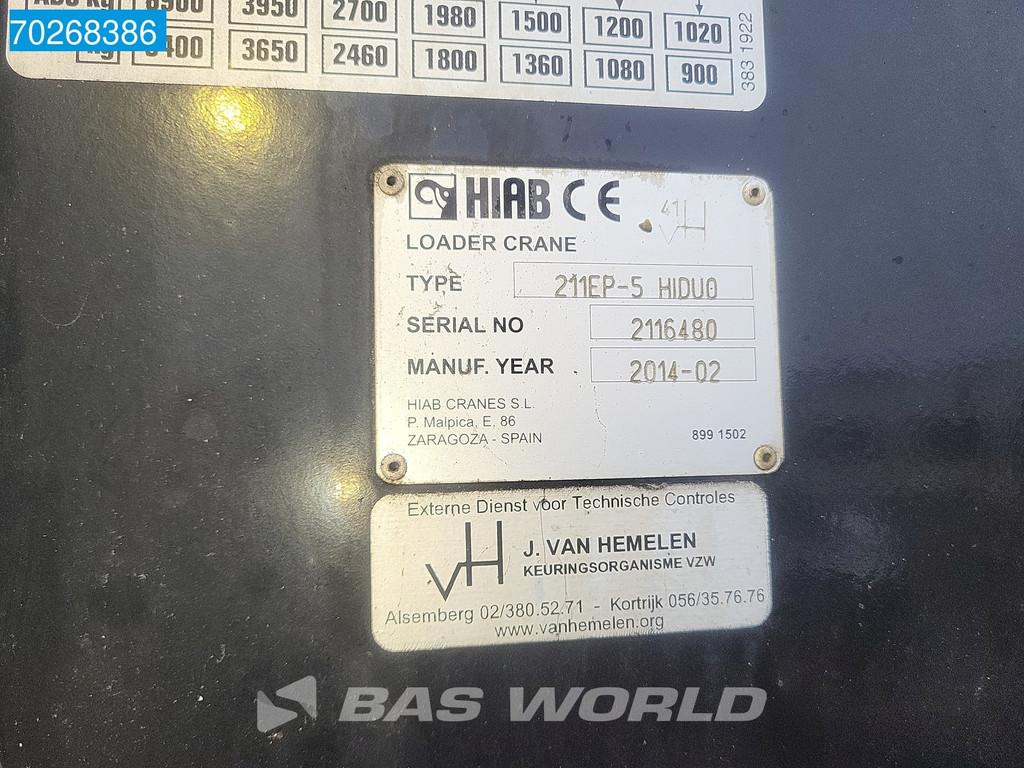 70268386
ADC kg 3950 2700 1980 1500 1200 1020
kg 3650 2460 1800 1360 1080 900
383 1922
HIAB CE
41 VH
LOADER CRANE
TYPE 211EP-5 HIDUO
SERIAL NO 2116480
MANUF. YEAR 2014-02
HIAB CRANES S.L.
P. Malpica, E, 86
ZARAGOZA - SPAIN 899 1502
Externe Dienst voor Technische Controles
VH J. VAN HEMELEN
KEURINGSORGANISME VZW
Alsemberg 02/380.52.71 - Kortrijk 056/35.76.76
www.vanhemelen.org
BAS WORLD